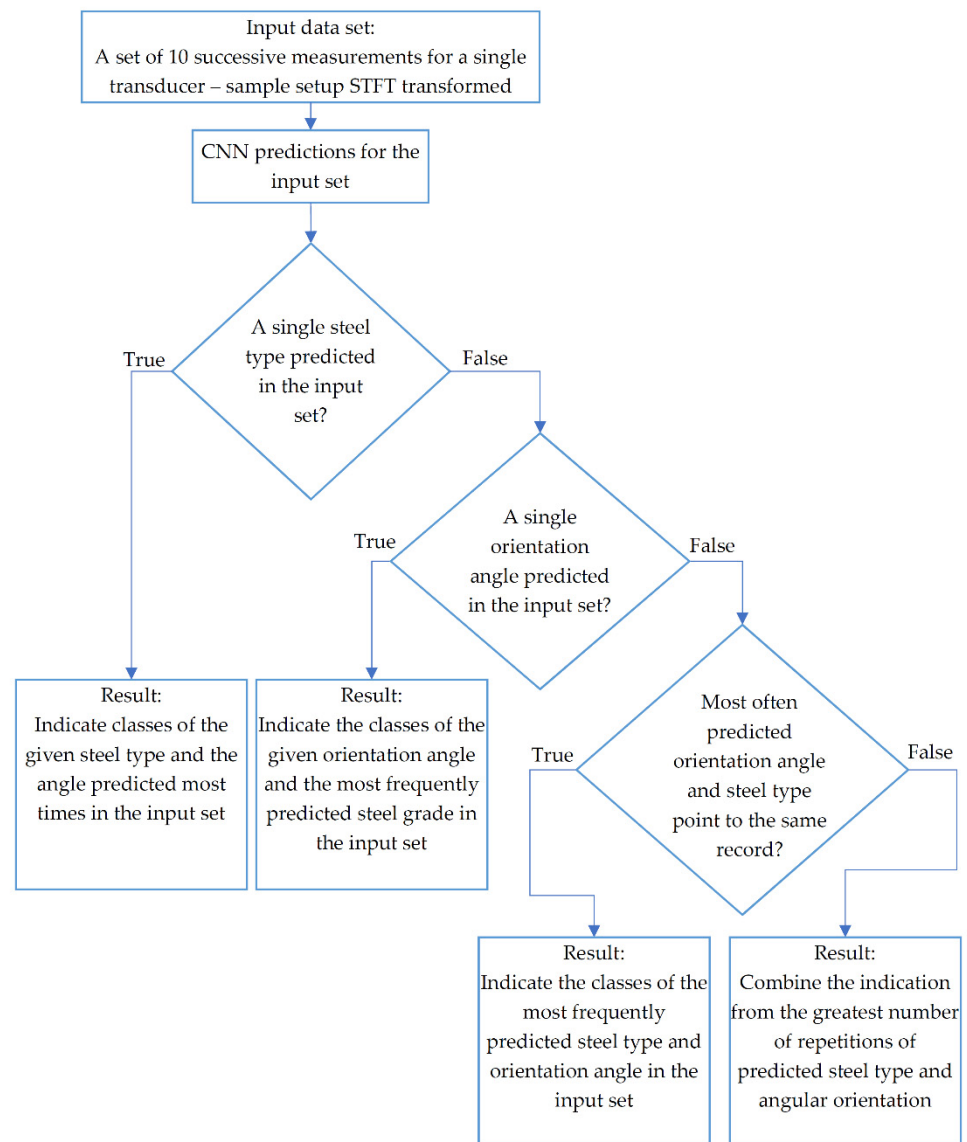 Input data set:
A set of 10 successive measurements for a single
transducer – sample setup STFT transformed
CNN predictions for the
input set
A single steel
type predicted
in the input
set?
True
False
A single
orientation
angle predicted
in the input set?
True
False
Most often
predicted
orientation angle
and steel type
point to the same
record?
True
False
Result:
Indicate classes of the
given steel type and the
angle predicted most
times in the input set
Result:
Indicate the classes of the
given orientation angle
and the most frequently
predicted steel grade in
the input set
Result:
Indicate the classes of the
most frequently
predicted steel type and
orientation angle in the
input set
Result:
Combine the indication
from the greatest number
of repetitions of
predicted steel type and
angular orientation